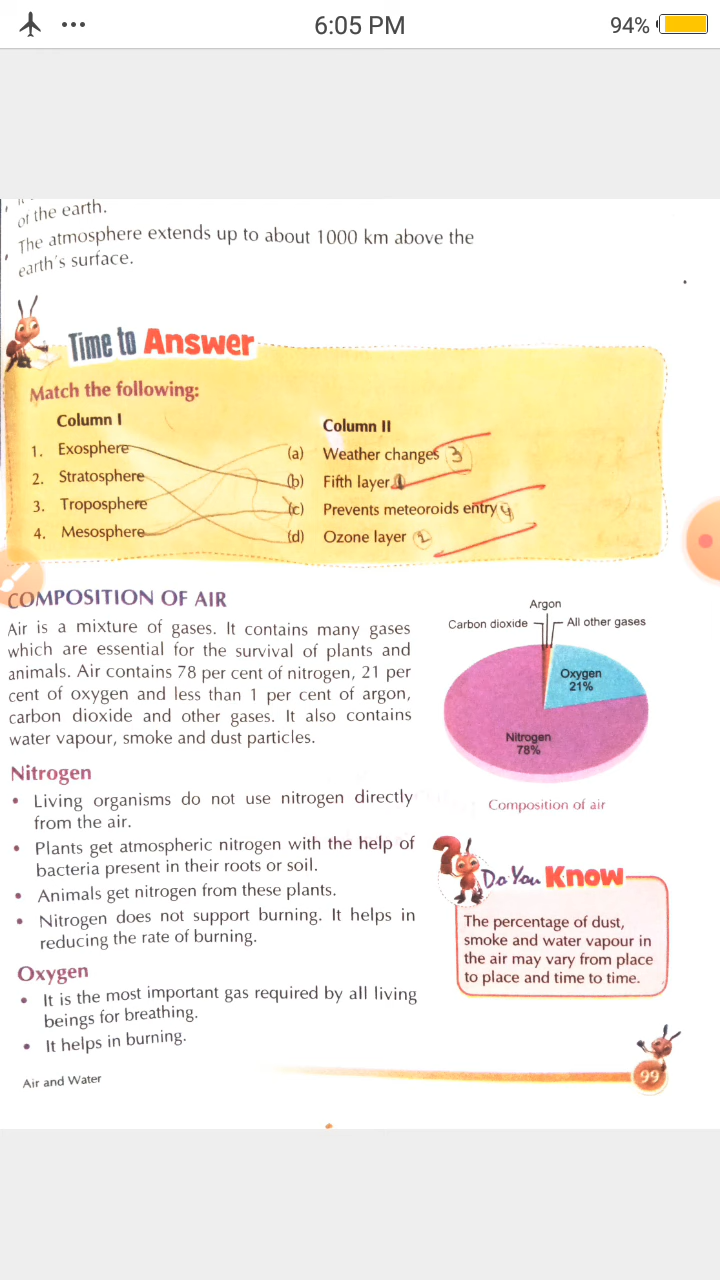 6:05 PM
94%
of the earth.
The atmosphere extends up to about 1000 km above the
earth's surface.
Time to Answer
Match the following:
Column I
Column II
1. Exosphere
(a) Weather changes 3
2. Stratosphere
(b) Fifth layer 1
3. Troposphere
(c) Prevents meteoroids entry 4
4. Mesosphere
(d) Ozone layer 2
COMPOSITION OF AIR
Air is a mixture of gases. It contains many gases
which are essential for the survival of plants and
animals. Air contains 78 per cent of nitrogen, 21 per
cent of oxygen and less than 1 per cent of argon,
carbon dioxide and other gases. It also contains
water vapour, smoke and dust particles.
Argon
Carbon dioxide
All other gases
Oxygen
21%
Nitrogen
78%
Composition of air
Nitrogen
• Living organisms do not use nitrogen directly
from the air.
• Plants get atmospheric nitrogen with the help of
bacteria present in their roots or soil.
• Animals get nitrogen from these plants.
• Nitrogen does not support burning. It helps in
reducing the rate of burning.
Do You Know
The percentage of dust,
smoke and water vapour in
the air may vary from place
to place and time to time.
Oxygen
• It is the most important gas required by all living
beings for breathing.
• It helps in burning.
Air and Water
99